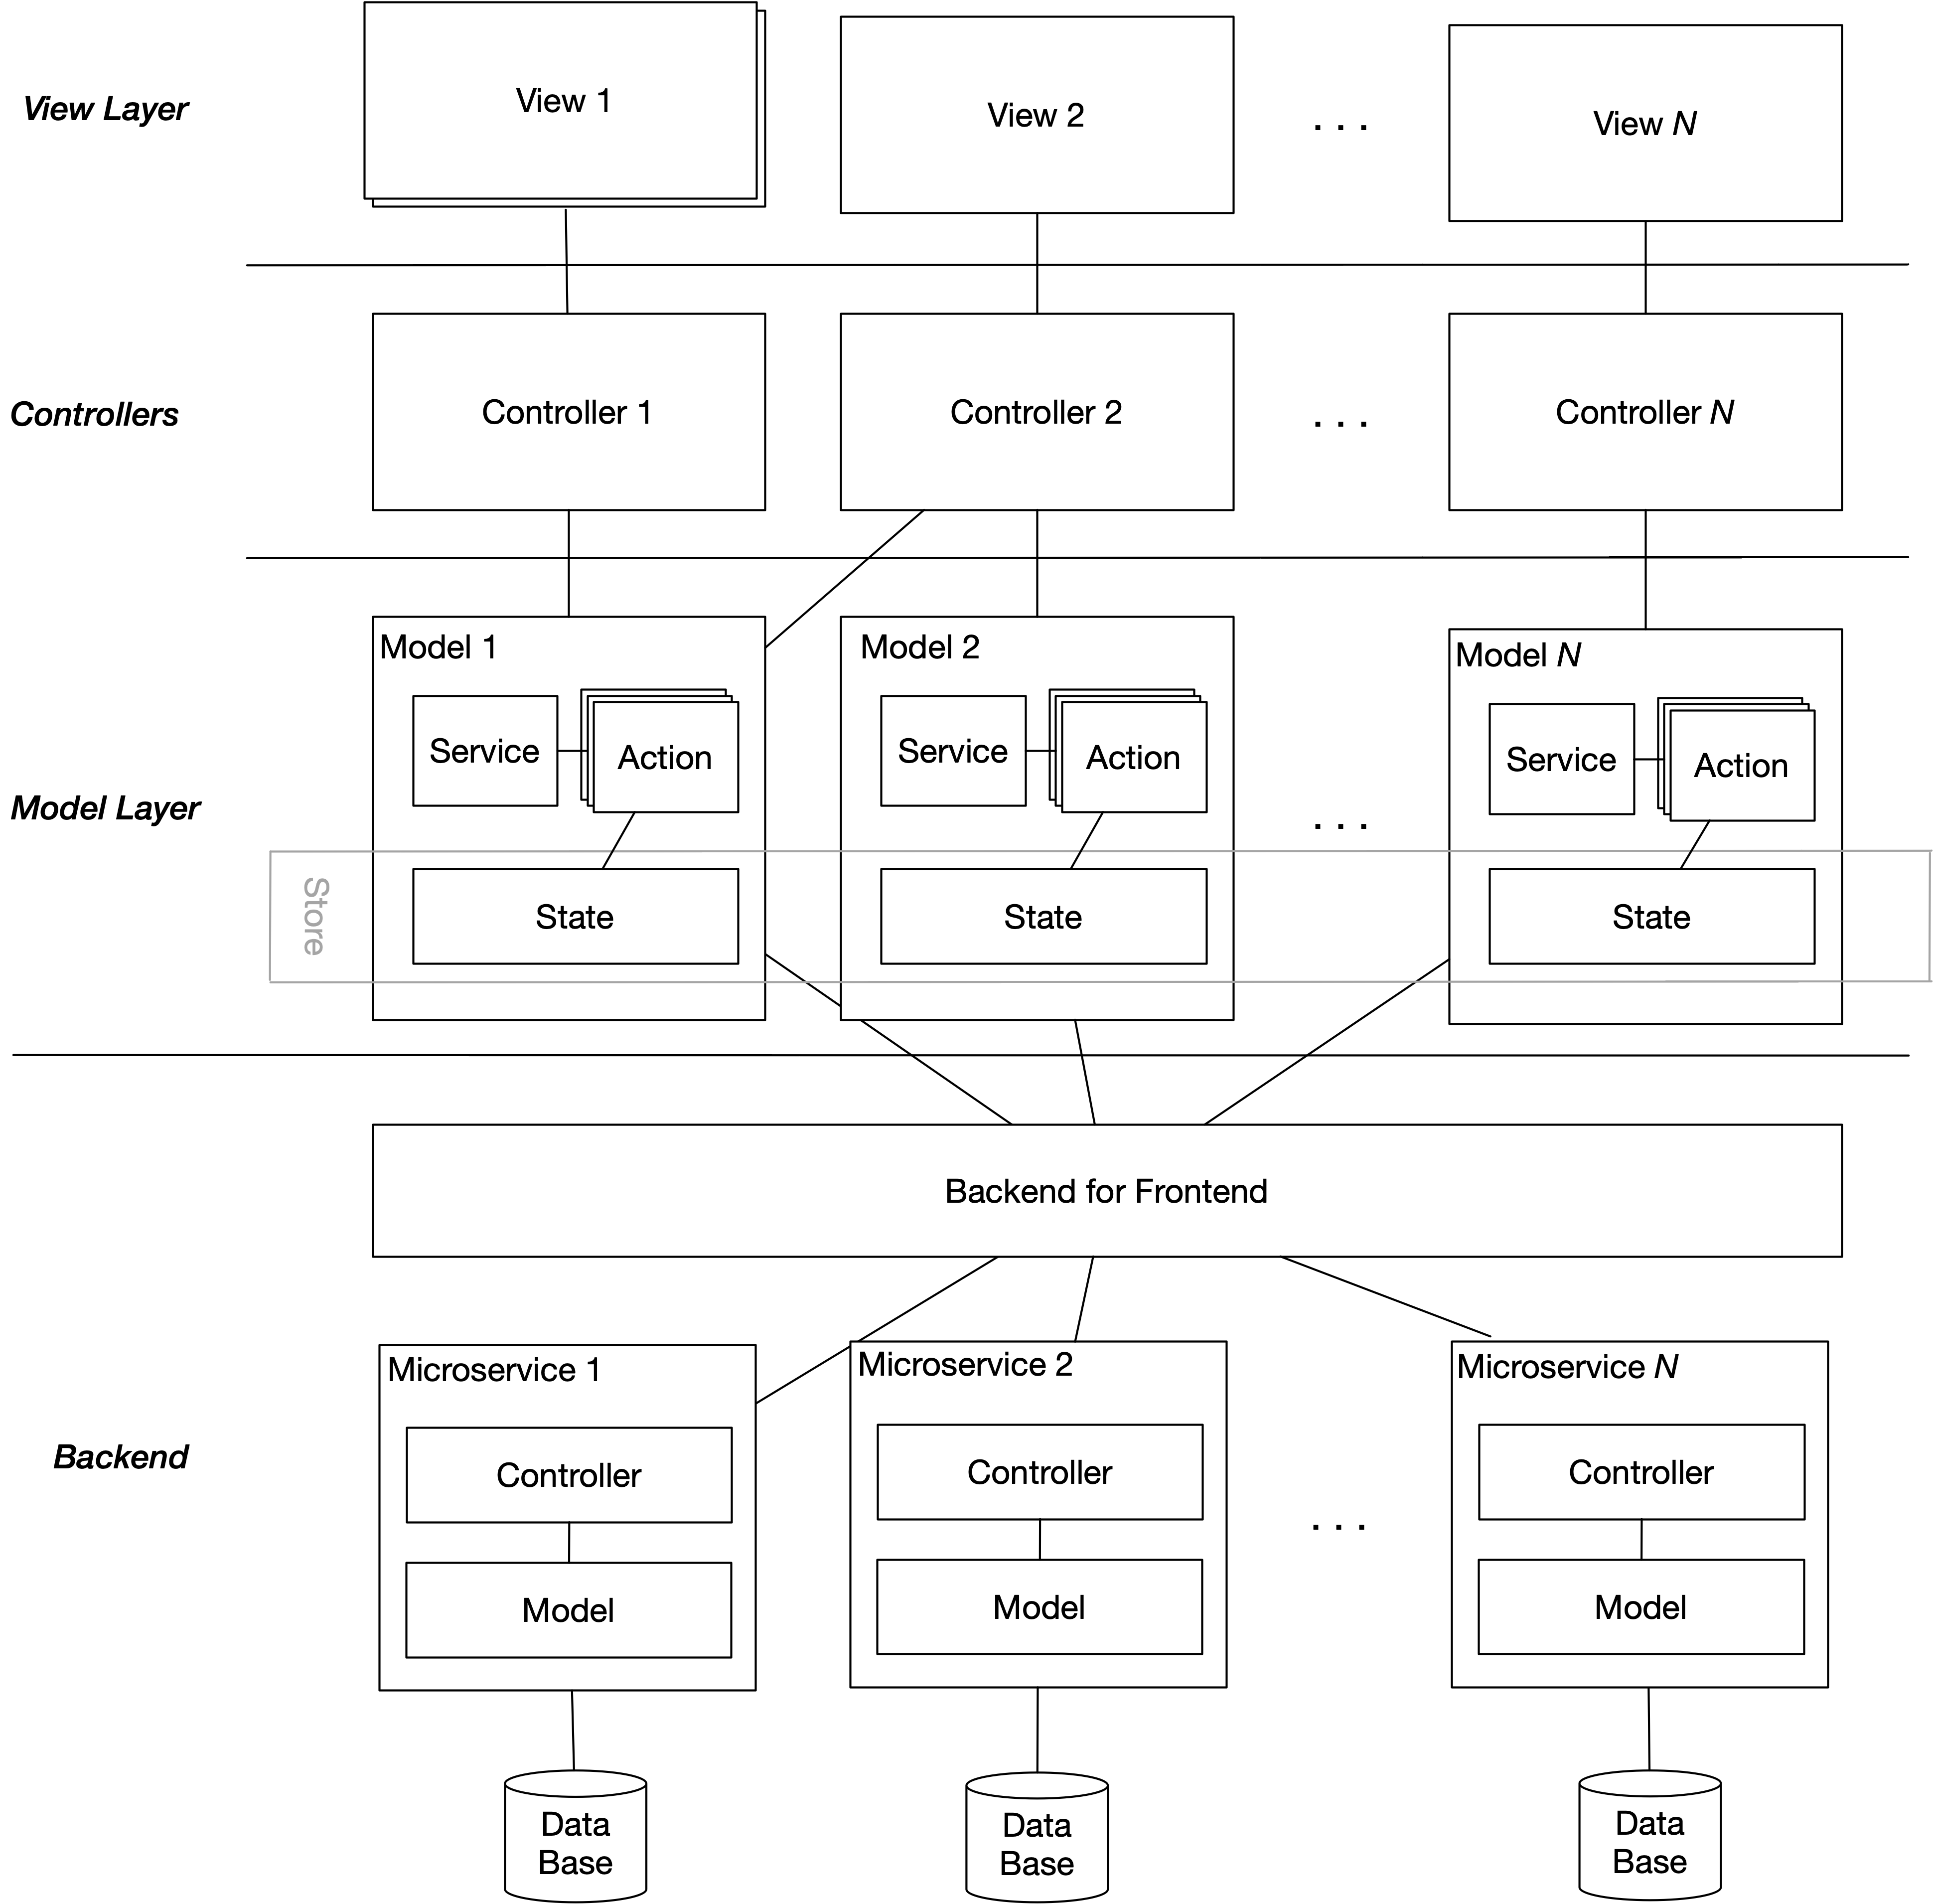 View Layer
View 1
View 2
. . .
View N
Controllers
Controller 1
Controller 2
. . .
Controller N
Model Layer
Model 1
Service
Action
State
Model 2
Service
Action
State
. . .
Model N
Service
Action
State
Store
Backend for Frontend
Backend
Microservice 1
Controller
Model
Microservice 2
Controller
Model
. . .
Microservice N
Controller
Model
Data
Base
Data
Base
Data
Base